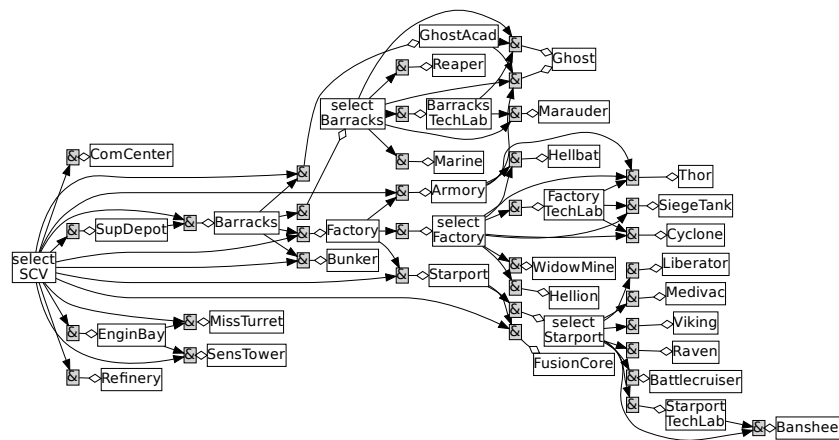 GhostAcad
&
Ghost
&
Reaper
&
select
Barracks
&
Barracks
TechLab
&
Marauder
&
ComCenter
&
Marine
&
Hellbat
&
&
Armory
&
Thor
&
Factory
TechLab
&
SiegeTank
&
&
SupDepot
&
Barracks
&
&
Factory
&
select
Factory
&
Cyclone
select
SCV
&
Bunker
&
Starport
&
WidowMine
&
Liberator
&
Hellion
&
Medivac
&
MissTurret
&
EnginBay
&
select
Starport
&
Viking
&
SensTower
&
FusionCore
&
Raven
&
Refinery
&
Battlecruiser
&
Starport
TechLab
&
Banshee